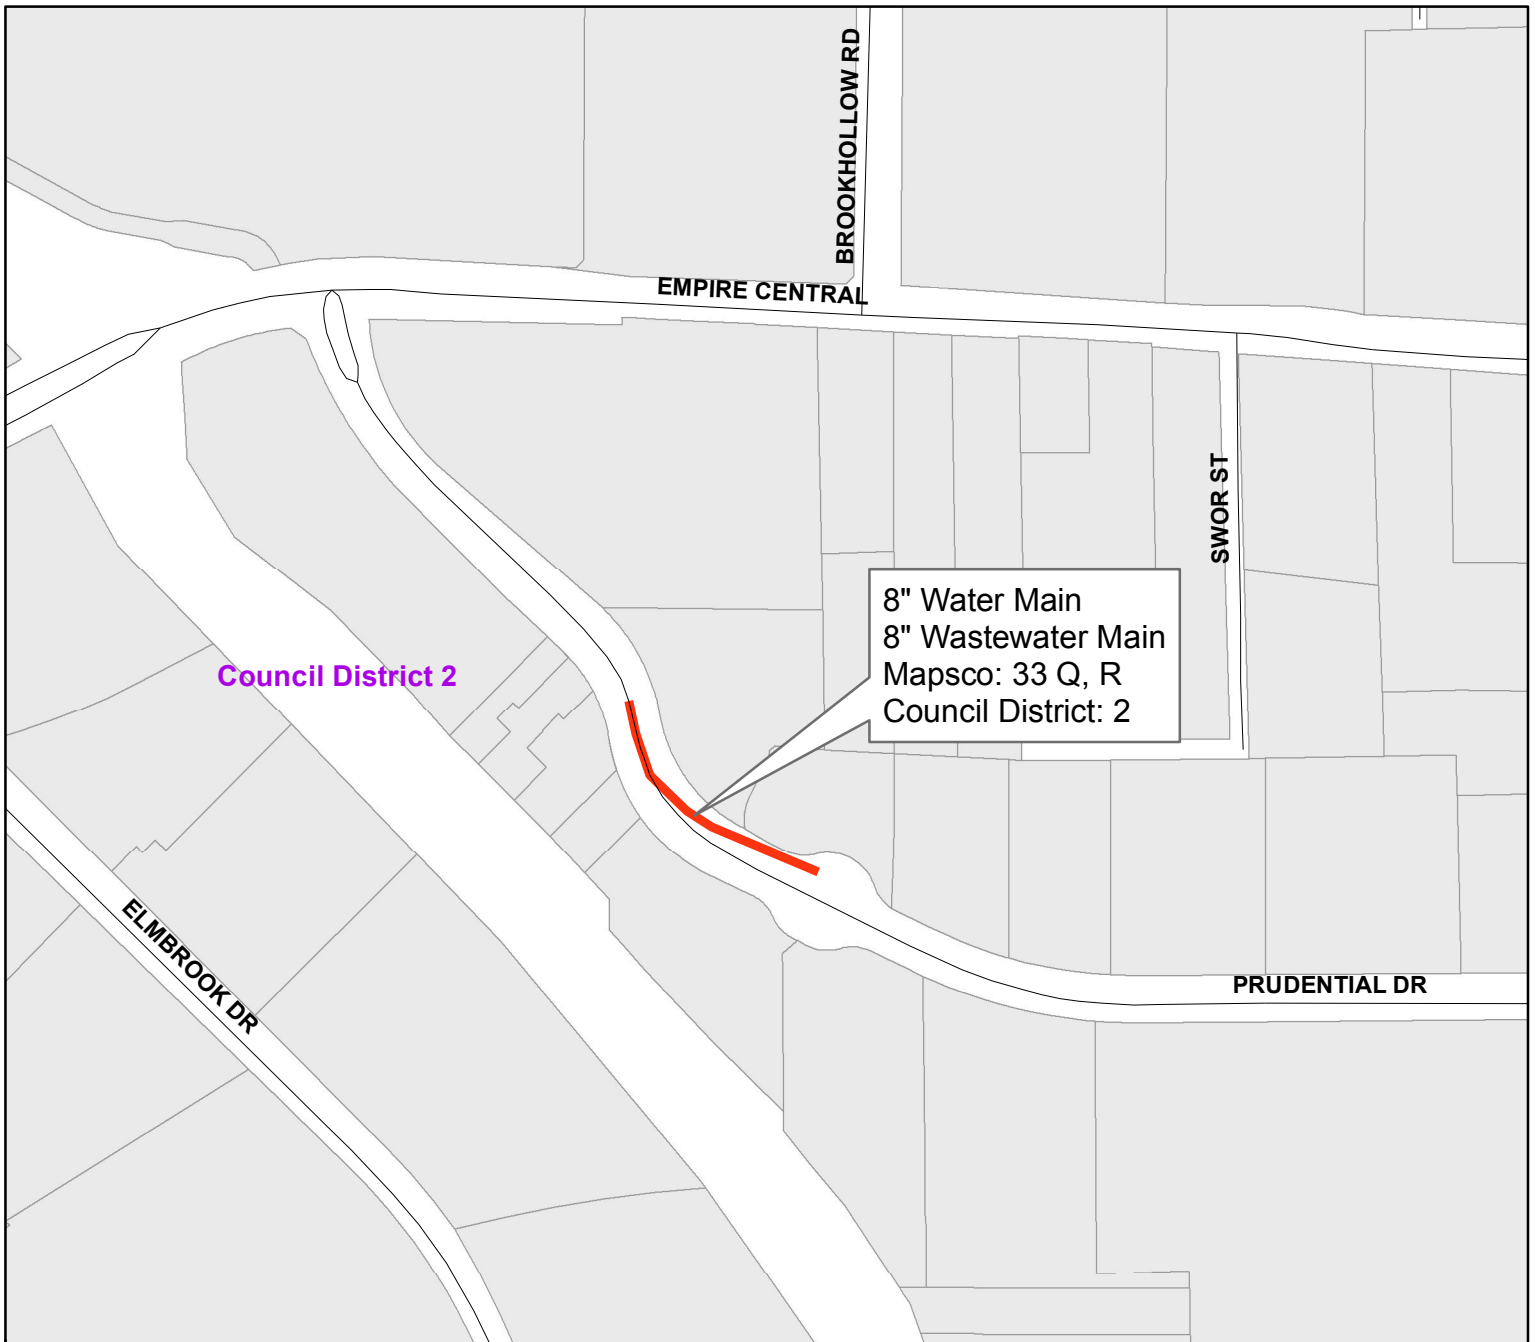 BROOKHOLLOW RD
EMPIRE CENTRAL
SWOR ST
8" Water Main
8" Wastewater Main
Mapsco: 33 Q, R
Council District: 2
Council District 2
ELMBROOK DR
PRUDENTIAL DR